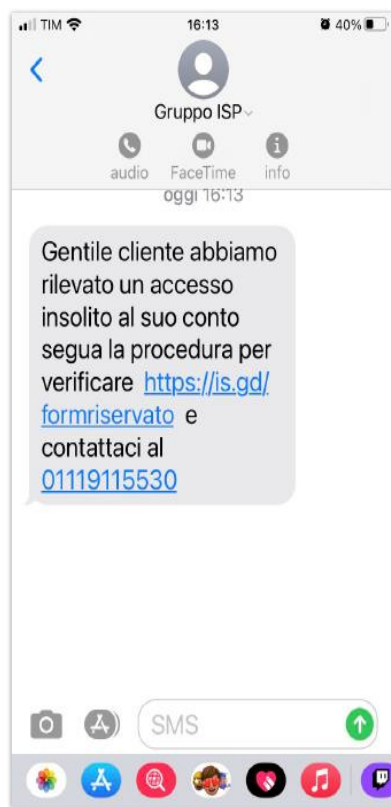 TIM 16:13 40%
Gruppo ISP
audio FaceTime info
oggi 16:13
Gentile cliente abbiamo
rilevato un accesso
insolito al suo conto
segua la procedura per
verificare https://is.gd/
formriservato e
contattaci al
01119115530
SMS